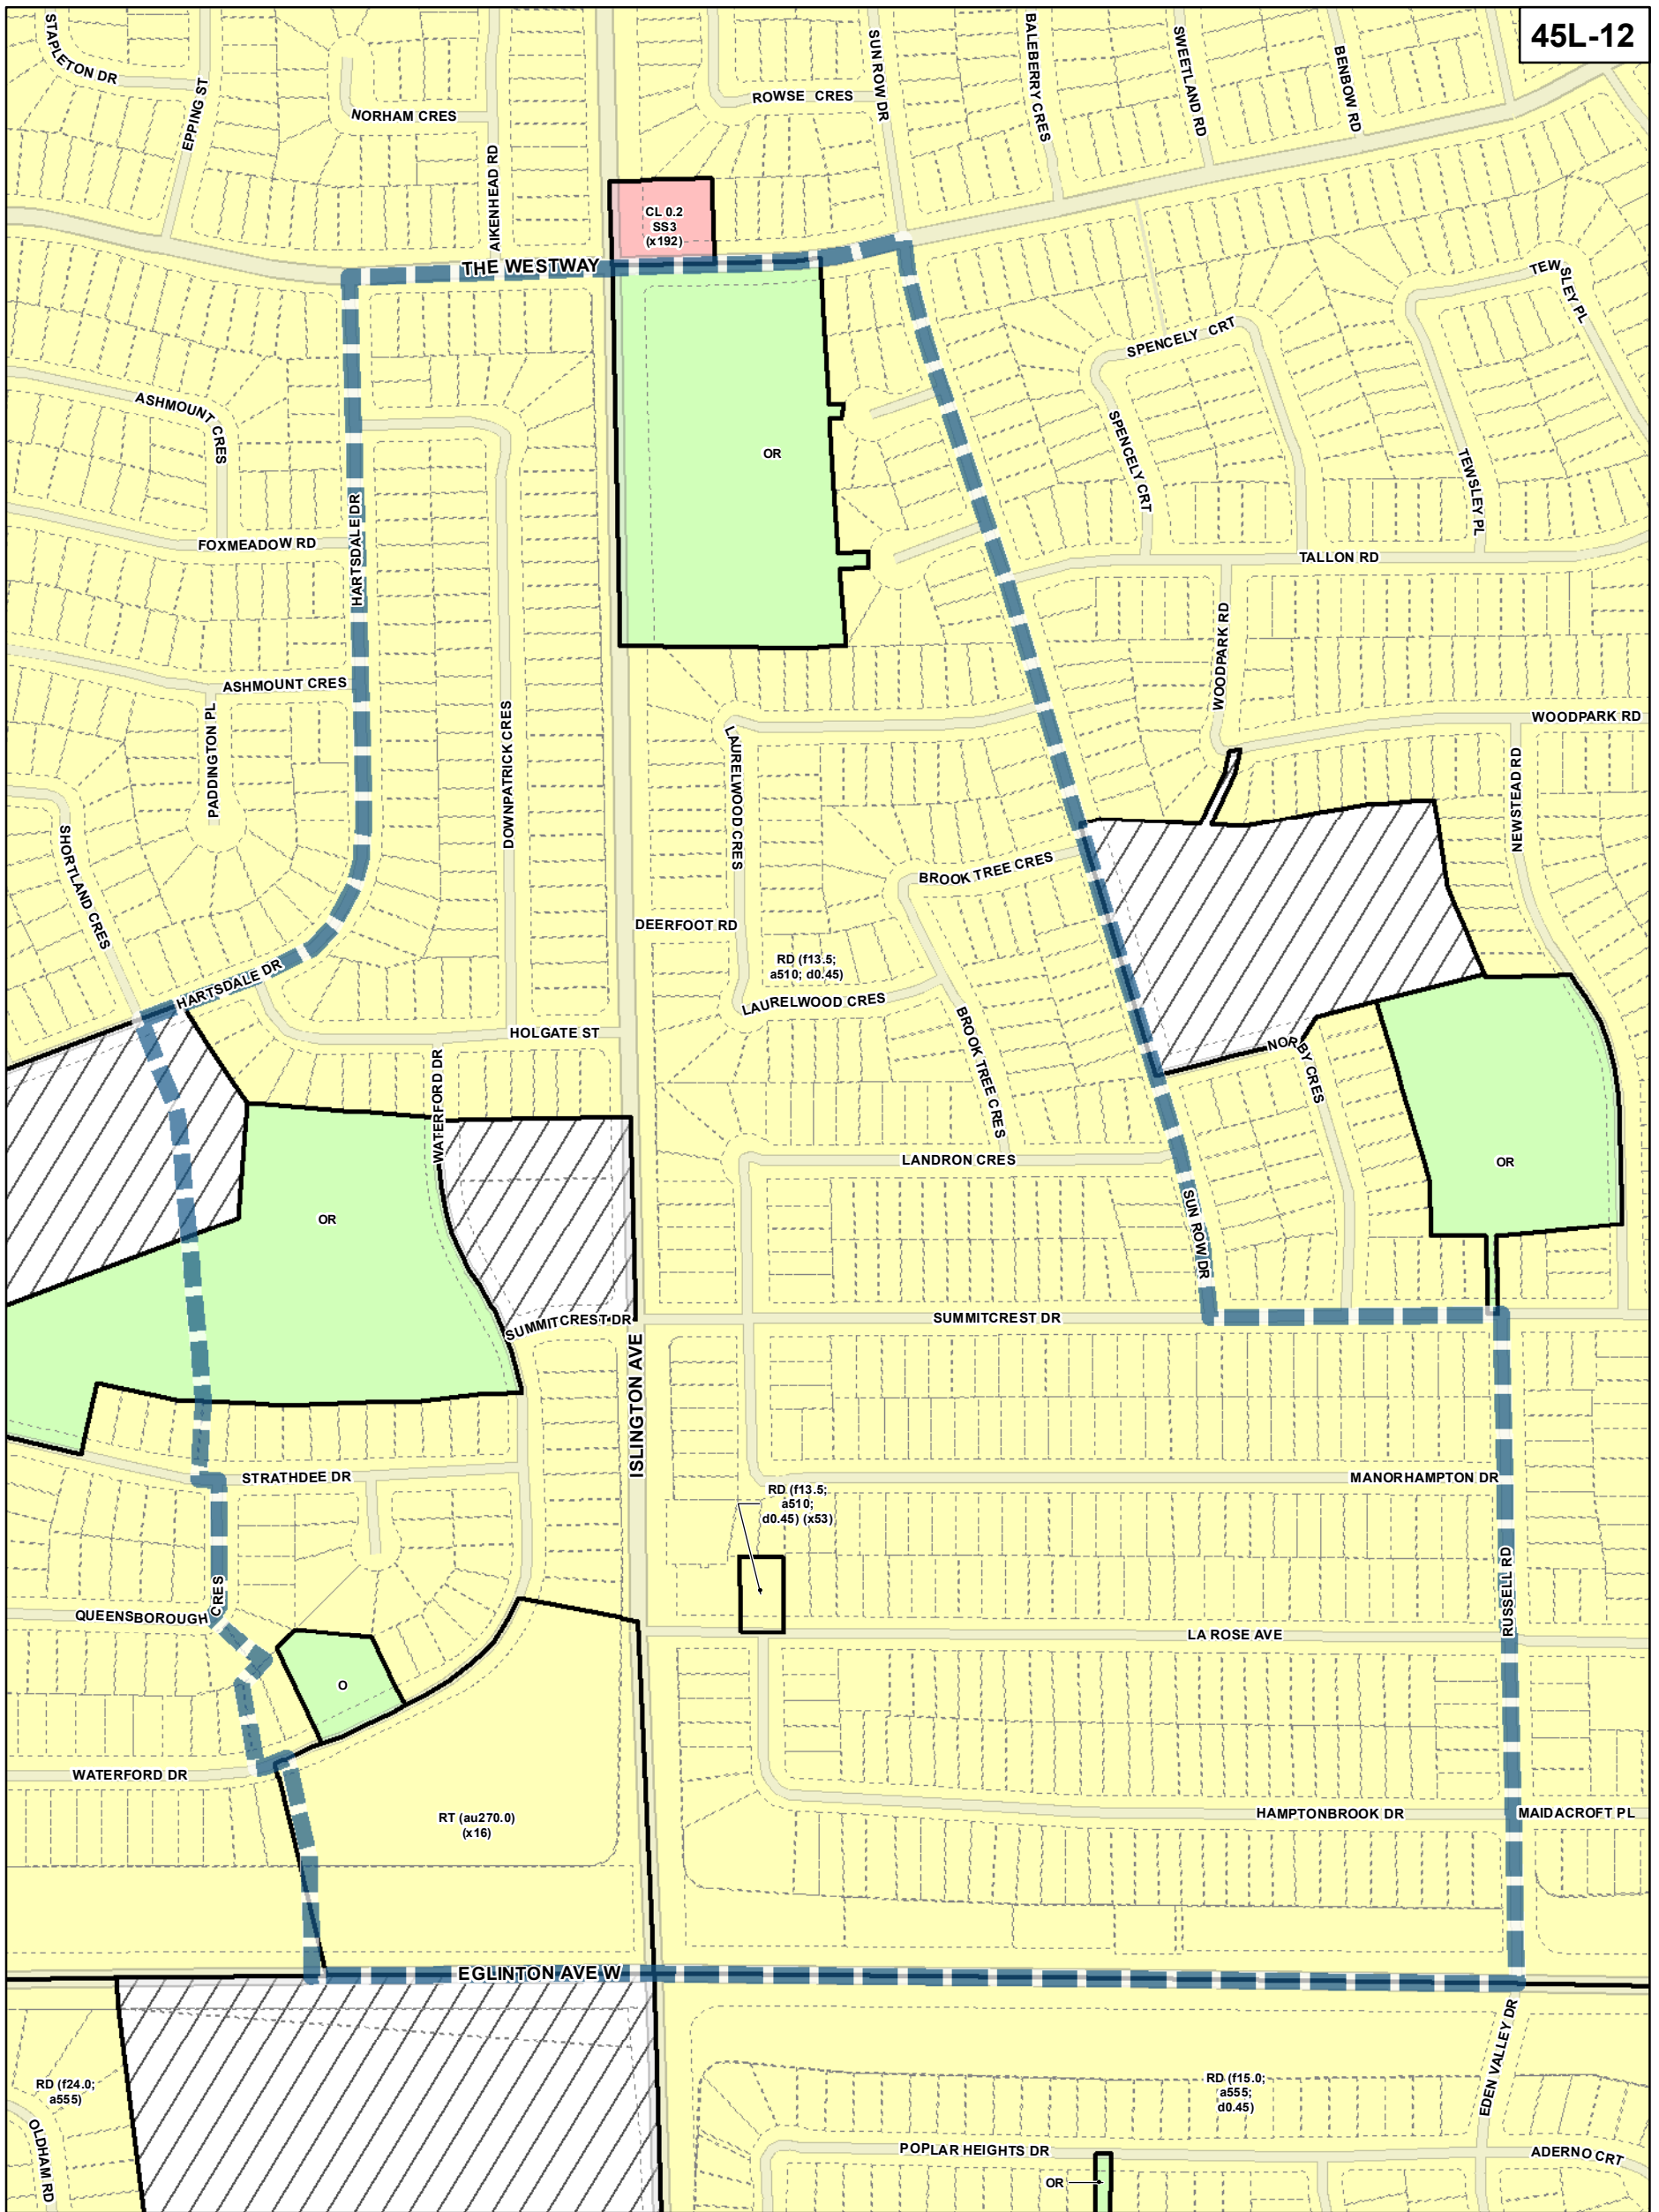 45L-12
STAPLETON DR
EPPING ST
NORHAM CRES
AIKENHEAD RD
ROWSE CRES
SUN ROW DR
BALEBERRY CRES
SWEETLAND RD
BENBOW RD
CL 0.2
SS3
(x192)
THE WESTWAY
TEWSLEY PL
SPENCELY CRT
ASHMOUNT CRES
SPENCELY CRT
OR
TEWSLEY PL
HARTSDALE DR
FOXMEADOW RD
TALLON RD
WOODPARK RD
ASHMOUNT CRES
PADDINGTON PL
DOWNPATRICK CRES
WOODPARK RD
LAURELWOOD CRES
NEWSTEAD RD
SHORTLAND CRES
BROOK TREE CRES
DEERFOOT RD
RD (f13.5;
a510; d0.45)
HARTSDALE DR
LAURELWOOD CRES
HOLGATE ST
BROOK TREE CRES
NORBY CRES
WATERFORD DR
LANDRON CRES
OR
OR
SUN ROW DR
SUMMITCREST DR
SUMMITCREST DR
ISLINGTON AVE
STRATHDEE DR
MANORHAMPTON DR
RD (f13.5;
a510;
d0.45) (x53)
RUSSELL RD
QUEENSBOROUGH CRES
LA ROSE AVE
O
WATERFORD DR
RT (au270.0)
(x16)
HAMPTONBROOK DR
MAIDACROFT PL
EGLINTON AVE W
EDEN VALLEY DR
RD (f24.0;
a555)
RD (f15.0;
a555;
d0.45)
OLDHAM RD
POPLAR HEIGHTS DR
ADERNO CRT
OR